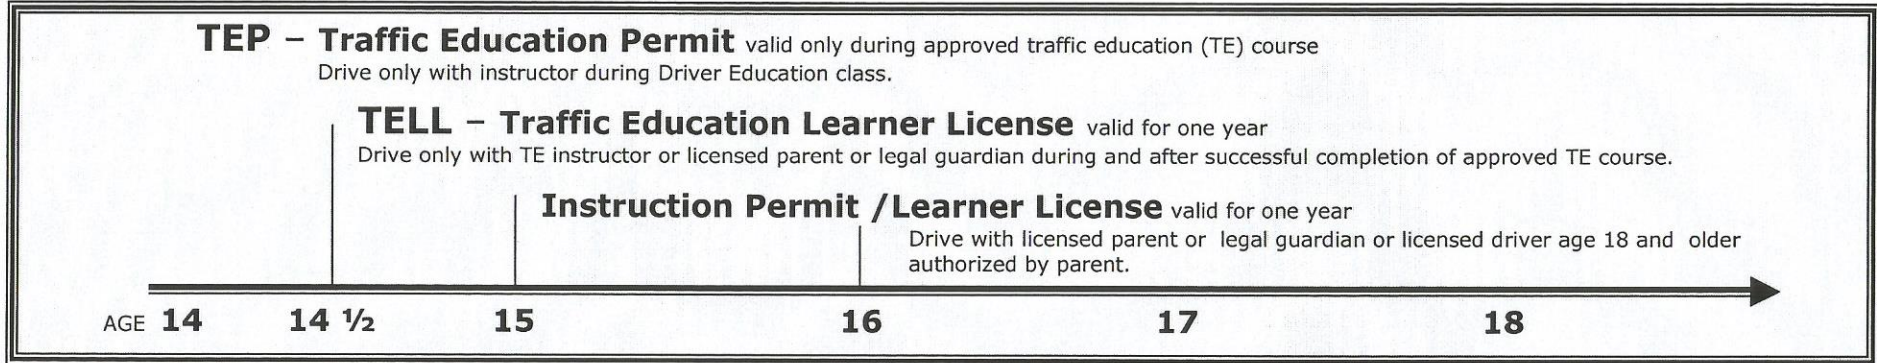 TEP – Traffic Education Permit valid only during approved traffic education (TE) course
Drive only with instructor during Driver Education class.
TELL – Traffic Education Learner License valid for one year
Drive only with TE instructor or licensed parent or legal guardian during and after successful completion of approved TE course.
Instruction Permit /Learner License valid for one year
Drive with licensed parent or legal guardian or licensed driver age 18 and older
authorized by parent.
AGE 14 14 ½ 15 16 17 18